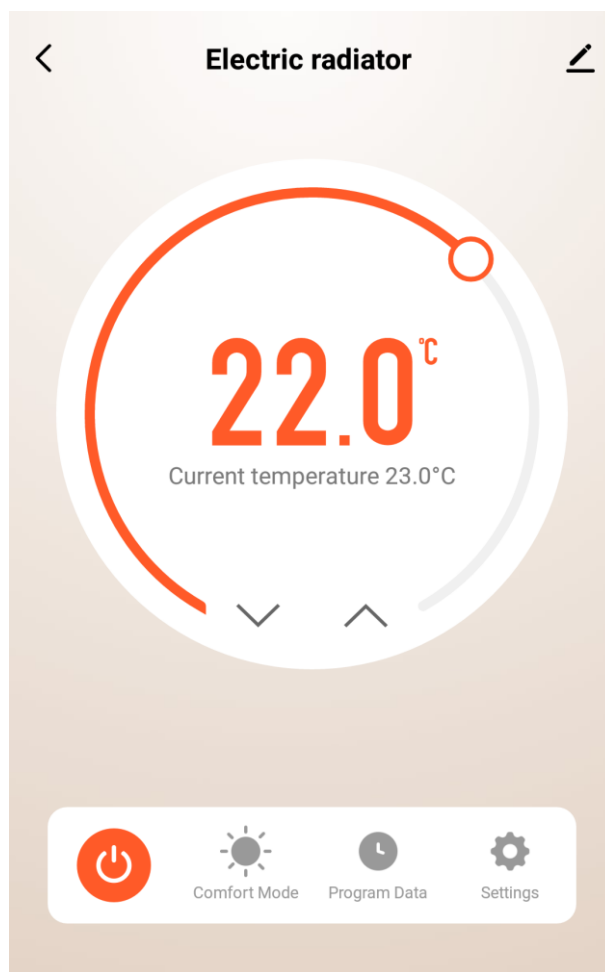 Electric radiator
22.0°C
Current temperature 23.0°C
Comfort Mode
Program Data
Settings